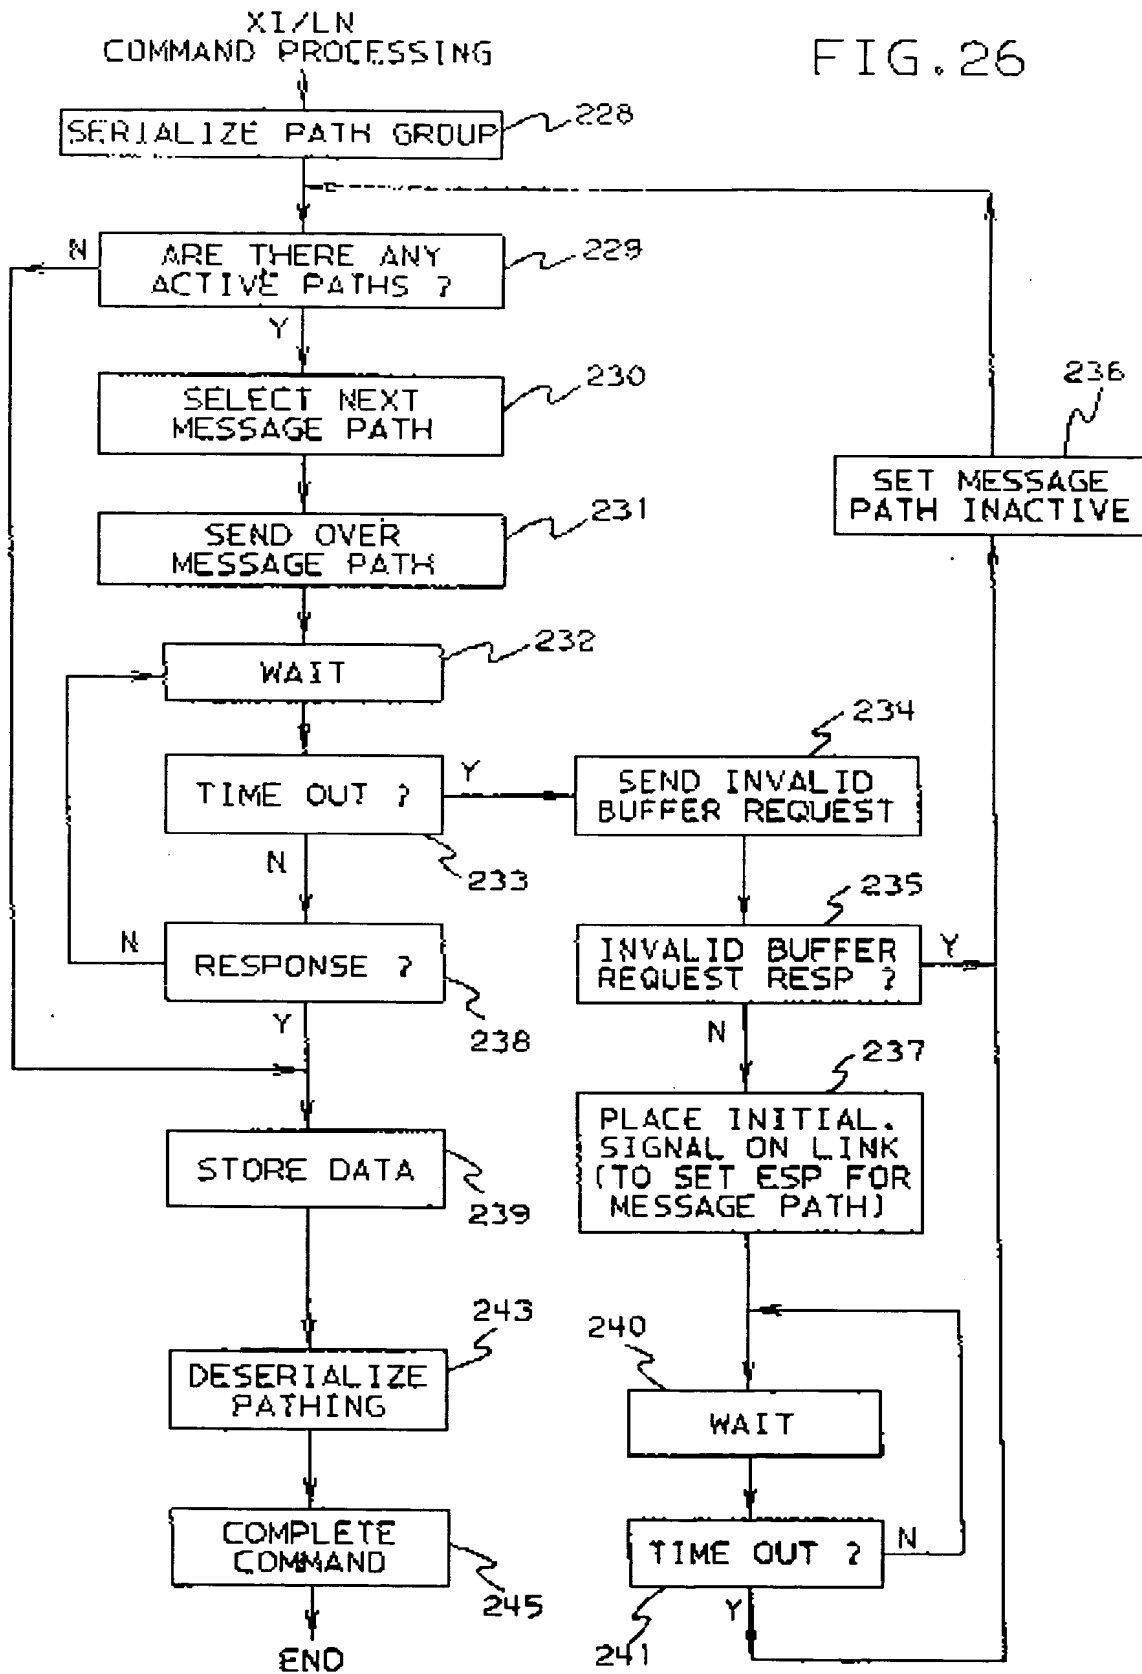 XI/LN
COMMAND PROCESSING
FIG.26
SERIALIZE PATH GROUP
228
N
ARE THERE ANY
ACTIVE PATHS ?
229
Y
SELECT NEXT
MESSAGE PATH
230
236
SET MESSAGE
PATH INACTIVE
SEND OVER
MESSAGE PATH
231
WAIT
232
TIME OUT ?
Y
233
N
234
SEND INVALID
BUFFER REQUEST
235
INVALID BUFFER
REQUEST RESP ?
Y
N
N
RESPONSE ?
238
Y
237
PLACE INITIAL.
SIGNAL ON LINK
(TO SET ESP FOR
MESSAGE PATH)
STORE DATA
239
243
DESERIALIZE
PATHING
240
WAIT
TIME OUT ?
N
241
Y
COMPLETE
COMMAND
245
END